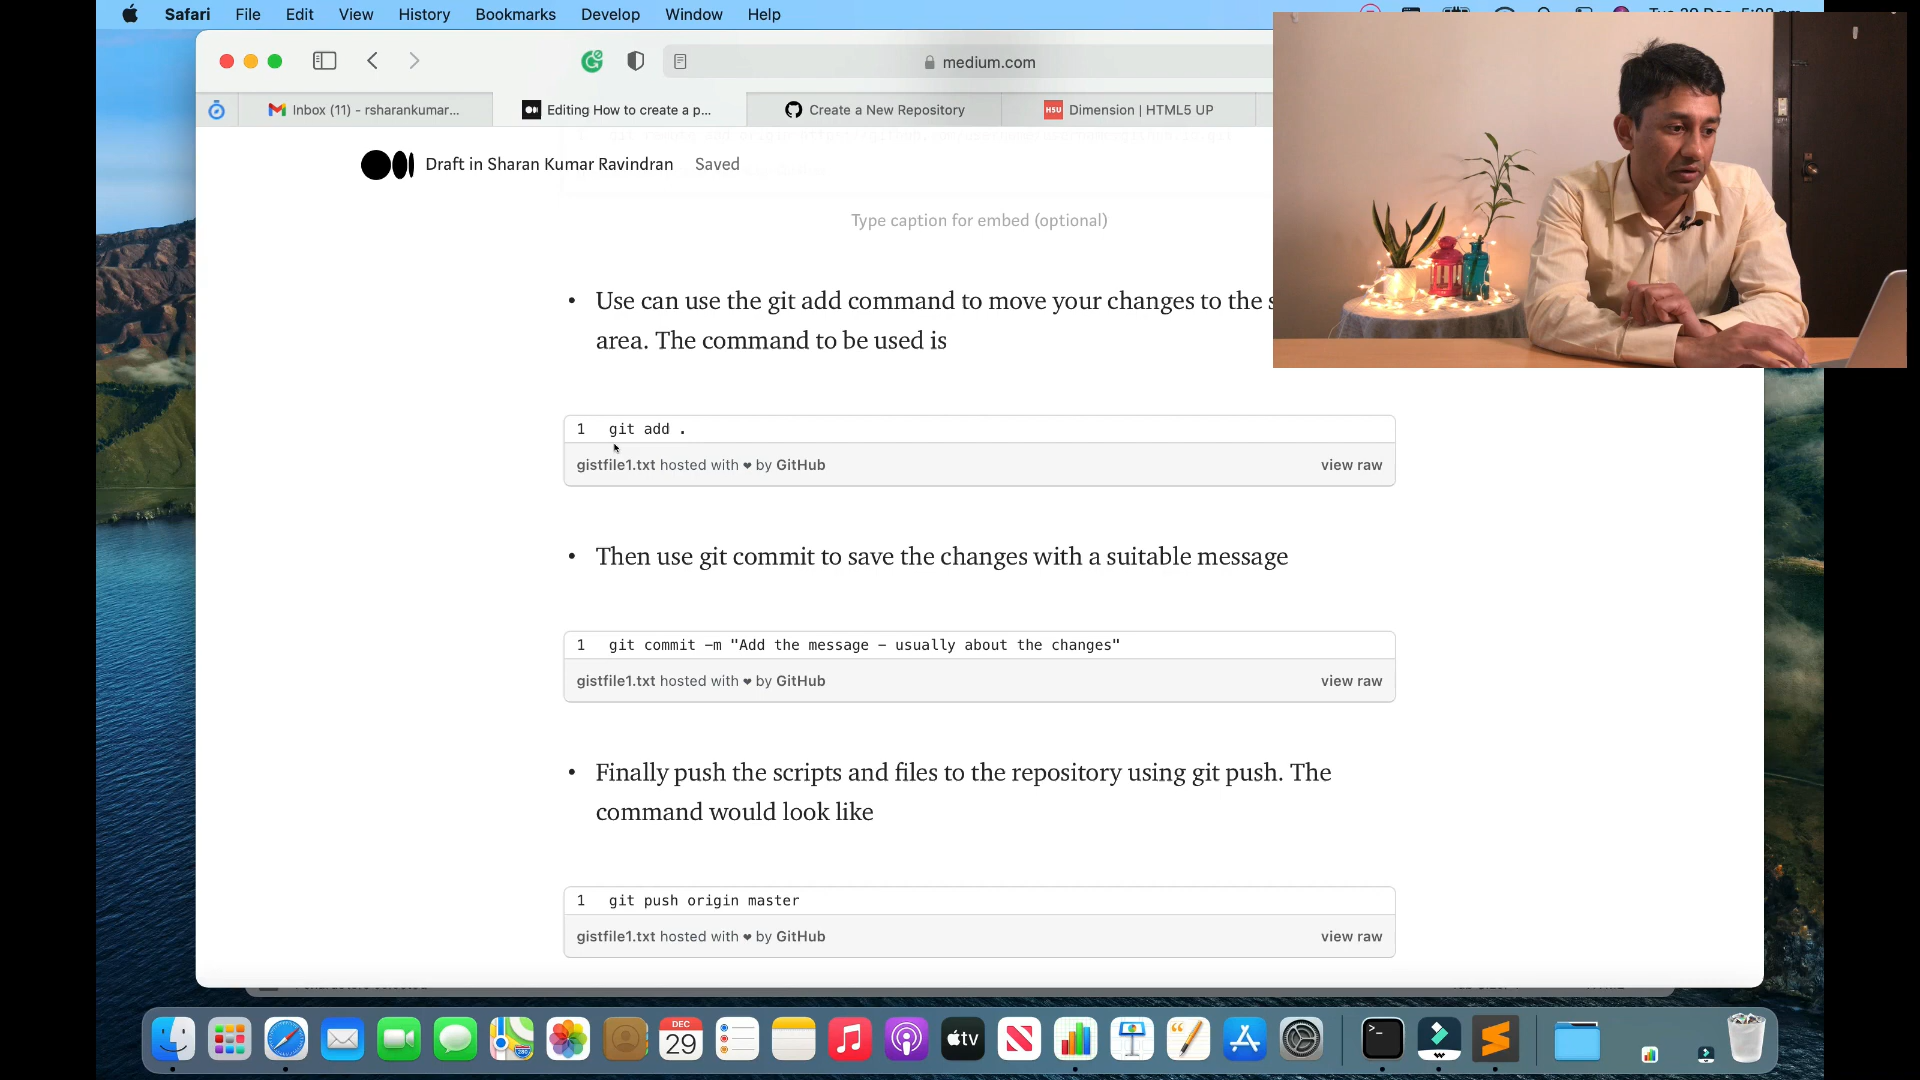 Safari File Edit View History Bookmarks Develop Window Help
medium.com
Inbox (11) - rsharankumar...
Editing How to create a p...
Create a New Repository
H5U Dimension | HTML5 UP
Draft in Sharan Kumar Ravindran Saved
Type caption for embed (optional)
• Use can use the git add command to move your changes to the
area. The command to be used is
1 git add .
gistfile1.txt hosted with ❤ by GitHub view raw
• Then use git commit to save the changes with a suitable message
1 git commit -m "Add the message - usually about the changes"
gistfile1.txt hosted with ❤ by GitHub view raw
• Finally push the scripts and files to the repository using git push. The
command would look like
1 git push origin master
gistfile1.txt hosted with ❤ by GitHub view raw
DEC
29
tv
280